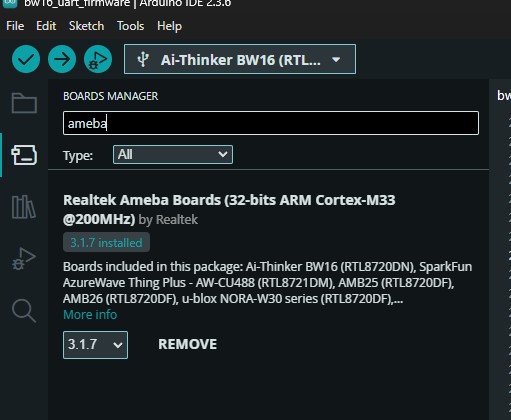 bw16_uart_firmware | Arduino IDE 2.3.6
File Edit Sketch Tools Help
Ai-Thinker BW16 (RTL...
BOARDS MANAGER
bw
ameba
Type: All
Realtek Ameba Boards (32-bits ARM Cortex-M33
@200MHz) by Realtek
3.1.7 installed
Boards included in this package: Ai-Thinker BW16 (RTL8720DN), SparkFun
AzureWave Thing Plus - AW-CU488 (RTL8721DM), AMB25 (RTL8720DF),
AMB26 (RTL8720DF), u-blox NORA-W30 series (RTL8720DF),...
More info
3.1.7 REMOVE